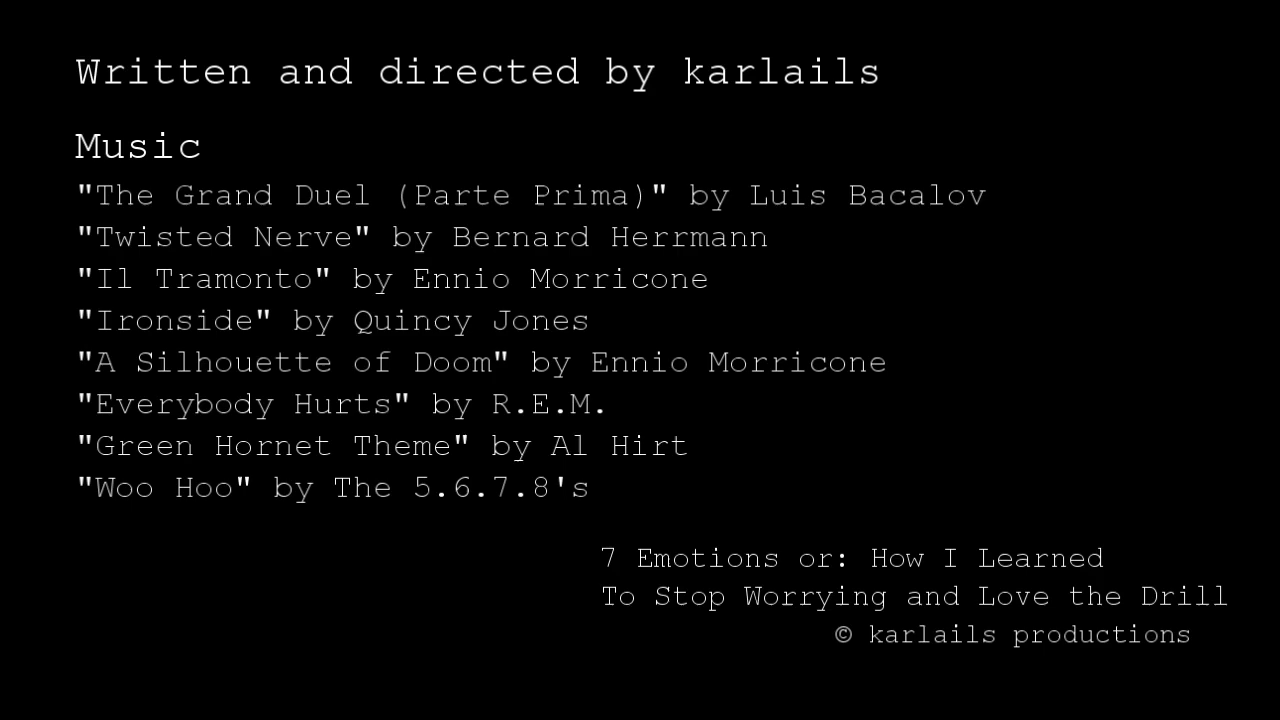 Written and directed by karlails
Music
"The Grand Duel (Parte Prima)" by Luis Bacalov
"Twisted Nerve" by Bernard Herrmann
"Il Tramonto" by Ennio Morricone
"Ironside" by Quincy Jones
"A Silhouette of Doom" by Ennio Morricone
"Everybody Hurts" by R.E.M.
"Green Hornet Theme" by Al Hirt
"Woo Hoo" by The 5.6.7.8's
7 Emotions or: How I Learned
To Stop Worrying and Love the Drill
© karlails productions